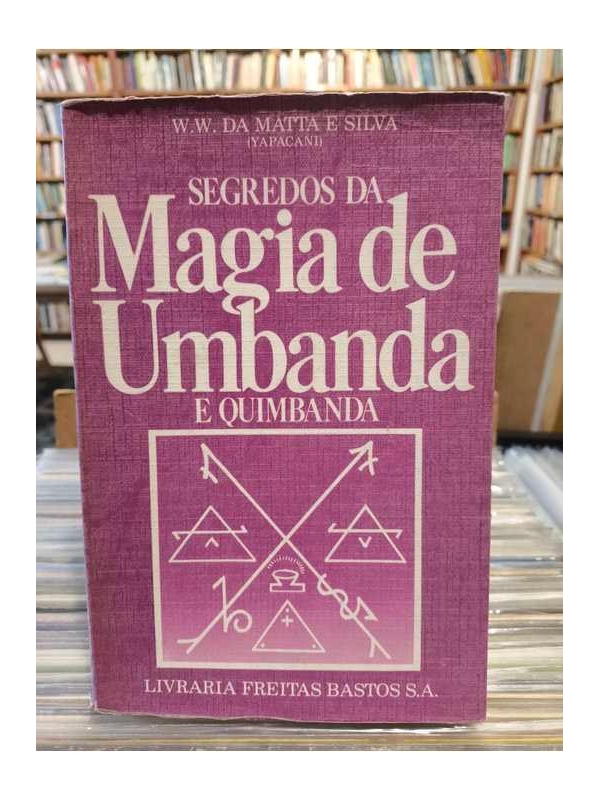 W.W. DA MATTA E SILVA
(YAPACANI)
SEGREDOS DA
Magia de
Umbanda
E QUIMBANDA
LIVRARIA FREITAS BASTOS S.A.